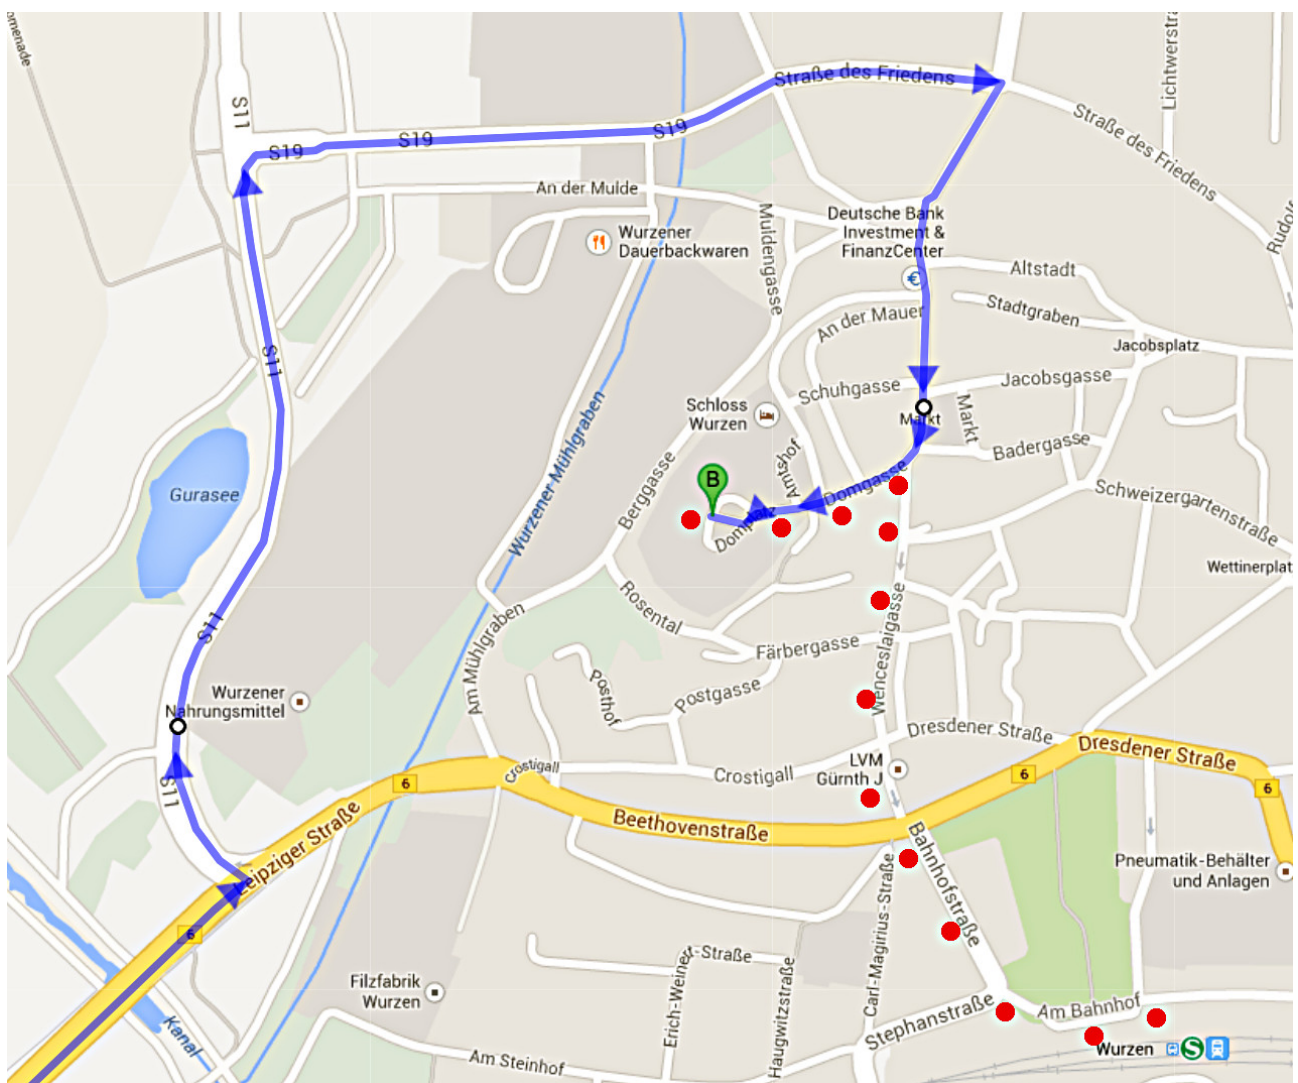 omenade
S11
S19
S19
S19
Straße des Friedens
Straße des Friedens
Lichtwerstr
Rudolf
An der Mulde
Wurzener
Dauerbackwaren
Muldengasse
Deutsche Bank
Investment &
FinanzCenter
€
Altstadt
Stadtgraben
An der Mauer
Jacobsplatz
S11
Schuhgasse
Jacobsgasse
Schloss
Wurzen
Markt
Markt
Badergasse
Wurzener Mühlgraben
Berggasse
Amtshof
Domgasse
B
Domplatz
Gurasee
Schweizergartenstraße
Wettinerplat
Rosental
Wenceslaigasse
S11
Am Mühlgraben
Färbergasse
Posthof
Postgasse
Wurzener
Nahrungsmittel
Dresdener Straße
Dresdener Straße
LVM
Gürnth J
Crostigall
Crostigall
6
6
6
S11
Leipziger Straße
Beethovenstraße
Bahnhofstraße
Pneumatik-Behälter
und Anlagen
Carl-Magirius-Straße
6
Erich-Weinert-Straße
Haugwitzstraße
Filzfabrik
Wurzen
Kanal
Stephanstraße
Am Bahnhof
Am Steinhof
Wurzen
S